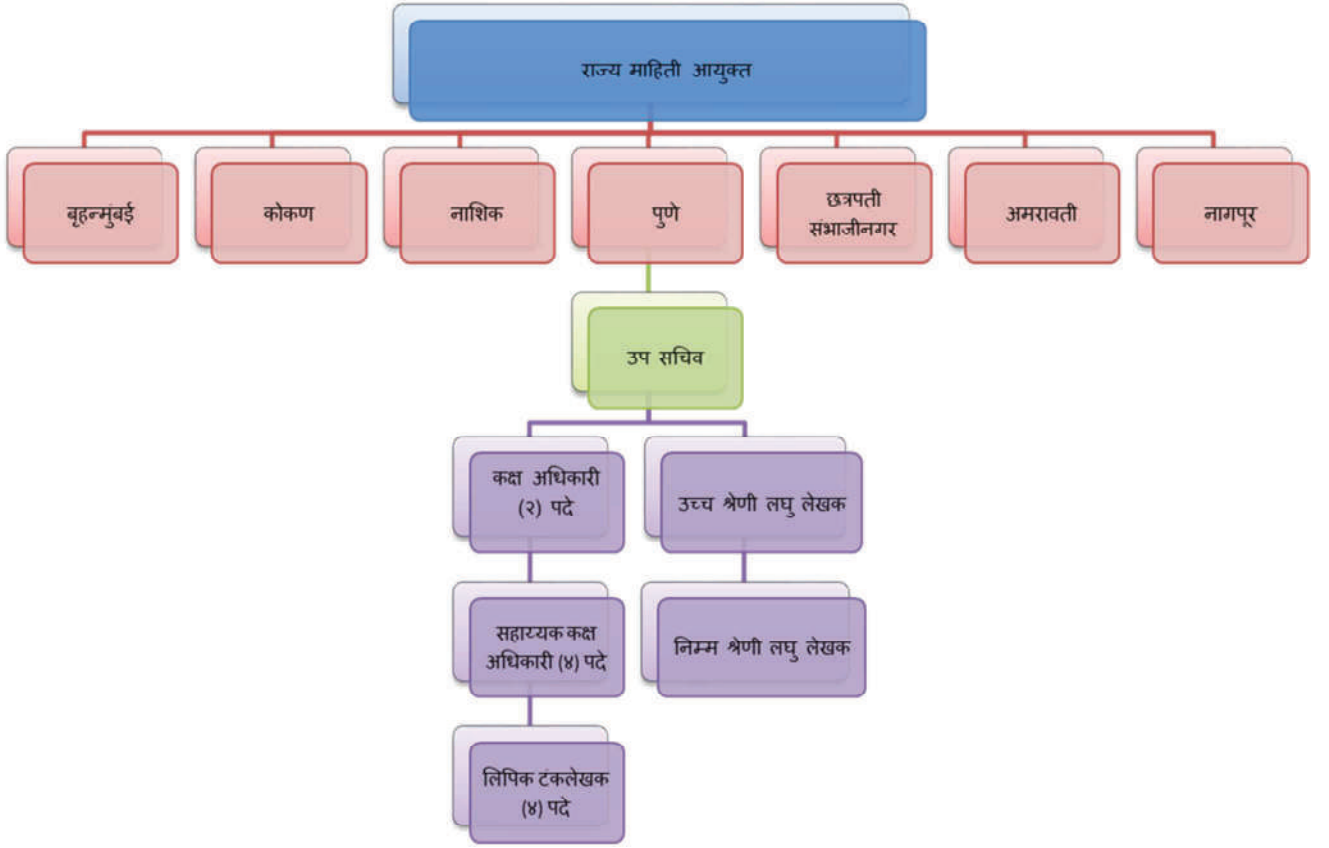 राज्य माहिती आयुक्त
बृहन्मुंबई
कोकण
नाशिक
पुणे
छत्रपती
संभाजीनगर
अमरावती
नागपूर
उप सचिव
कक्ष अधिकारी
(२) पदे
उच्च श्रेणी लघु लेखक
सहाय्यक कक्ष
अधिकारी (४) पदे
निम्म श्रेणी लघु लेखक
लिपिक टंकलेखक
(४) पदे